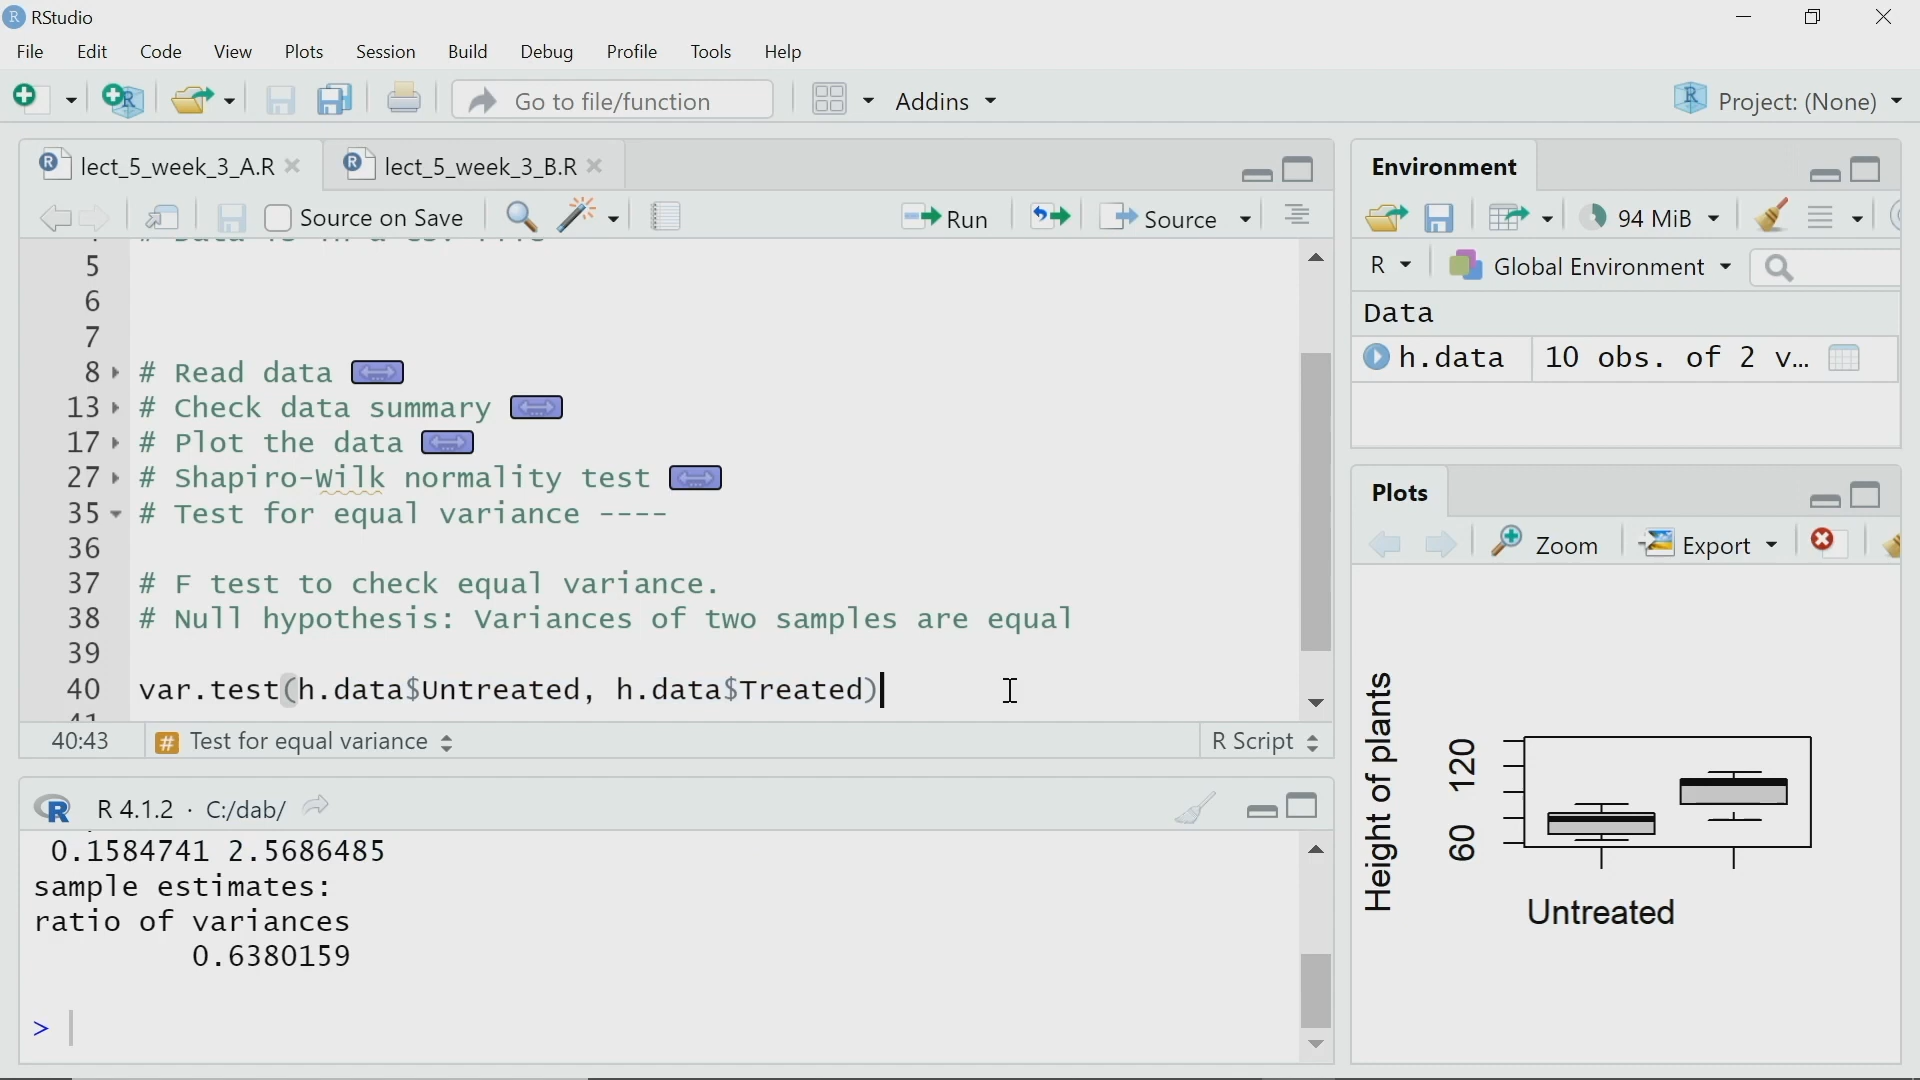 RStudio
File Edit Code View Plots Session Build Debug Profile Tools Help
Go to file/function Addins Project: (None)
lect_5_week_3_A.R lect_5_week_3_B.R
Source on Save Run Source
5
6
7
8 # Read data
13 # Check data summary
17 # Plot the data
27 # Shapiro-Wilk normality test
35 # Test for equal variance ----
36
37 # F test to check equal variance.
38 # Null hypothesis: Variances of two samples are equal
39
40 var.test(h.data$Untreated, h.data$Treated)
41
40:43 # Test for equal variance R Script
R 4.1.2 · C:/dab/
0.1584741 2.5686485
sample estimates:
ratio of variances
0.6380159
>
Environment
94 MiB
R Global Environment
Data
h.data 10 obs. of 2 v…
Plots
Zoom Export
Height of plants
120
60
Untreated